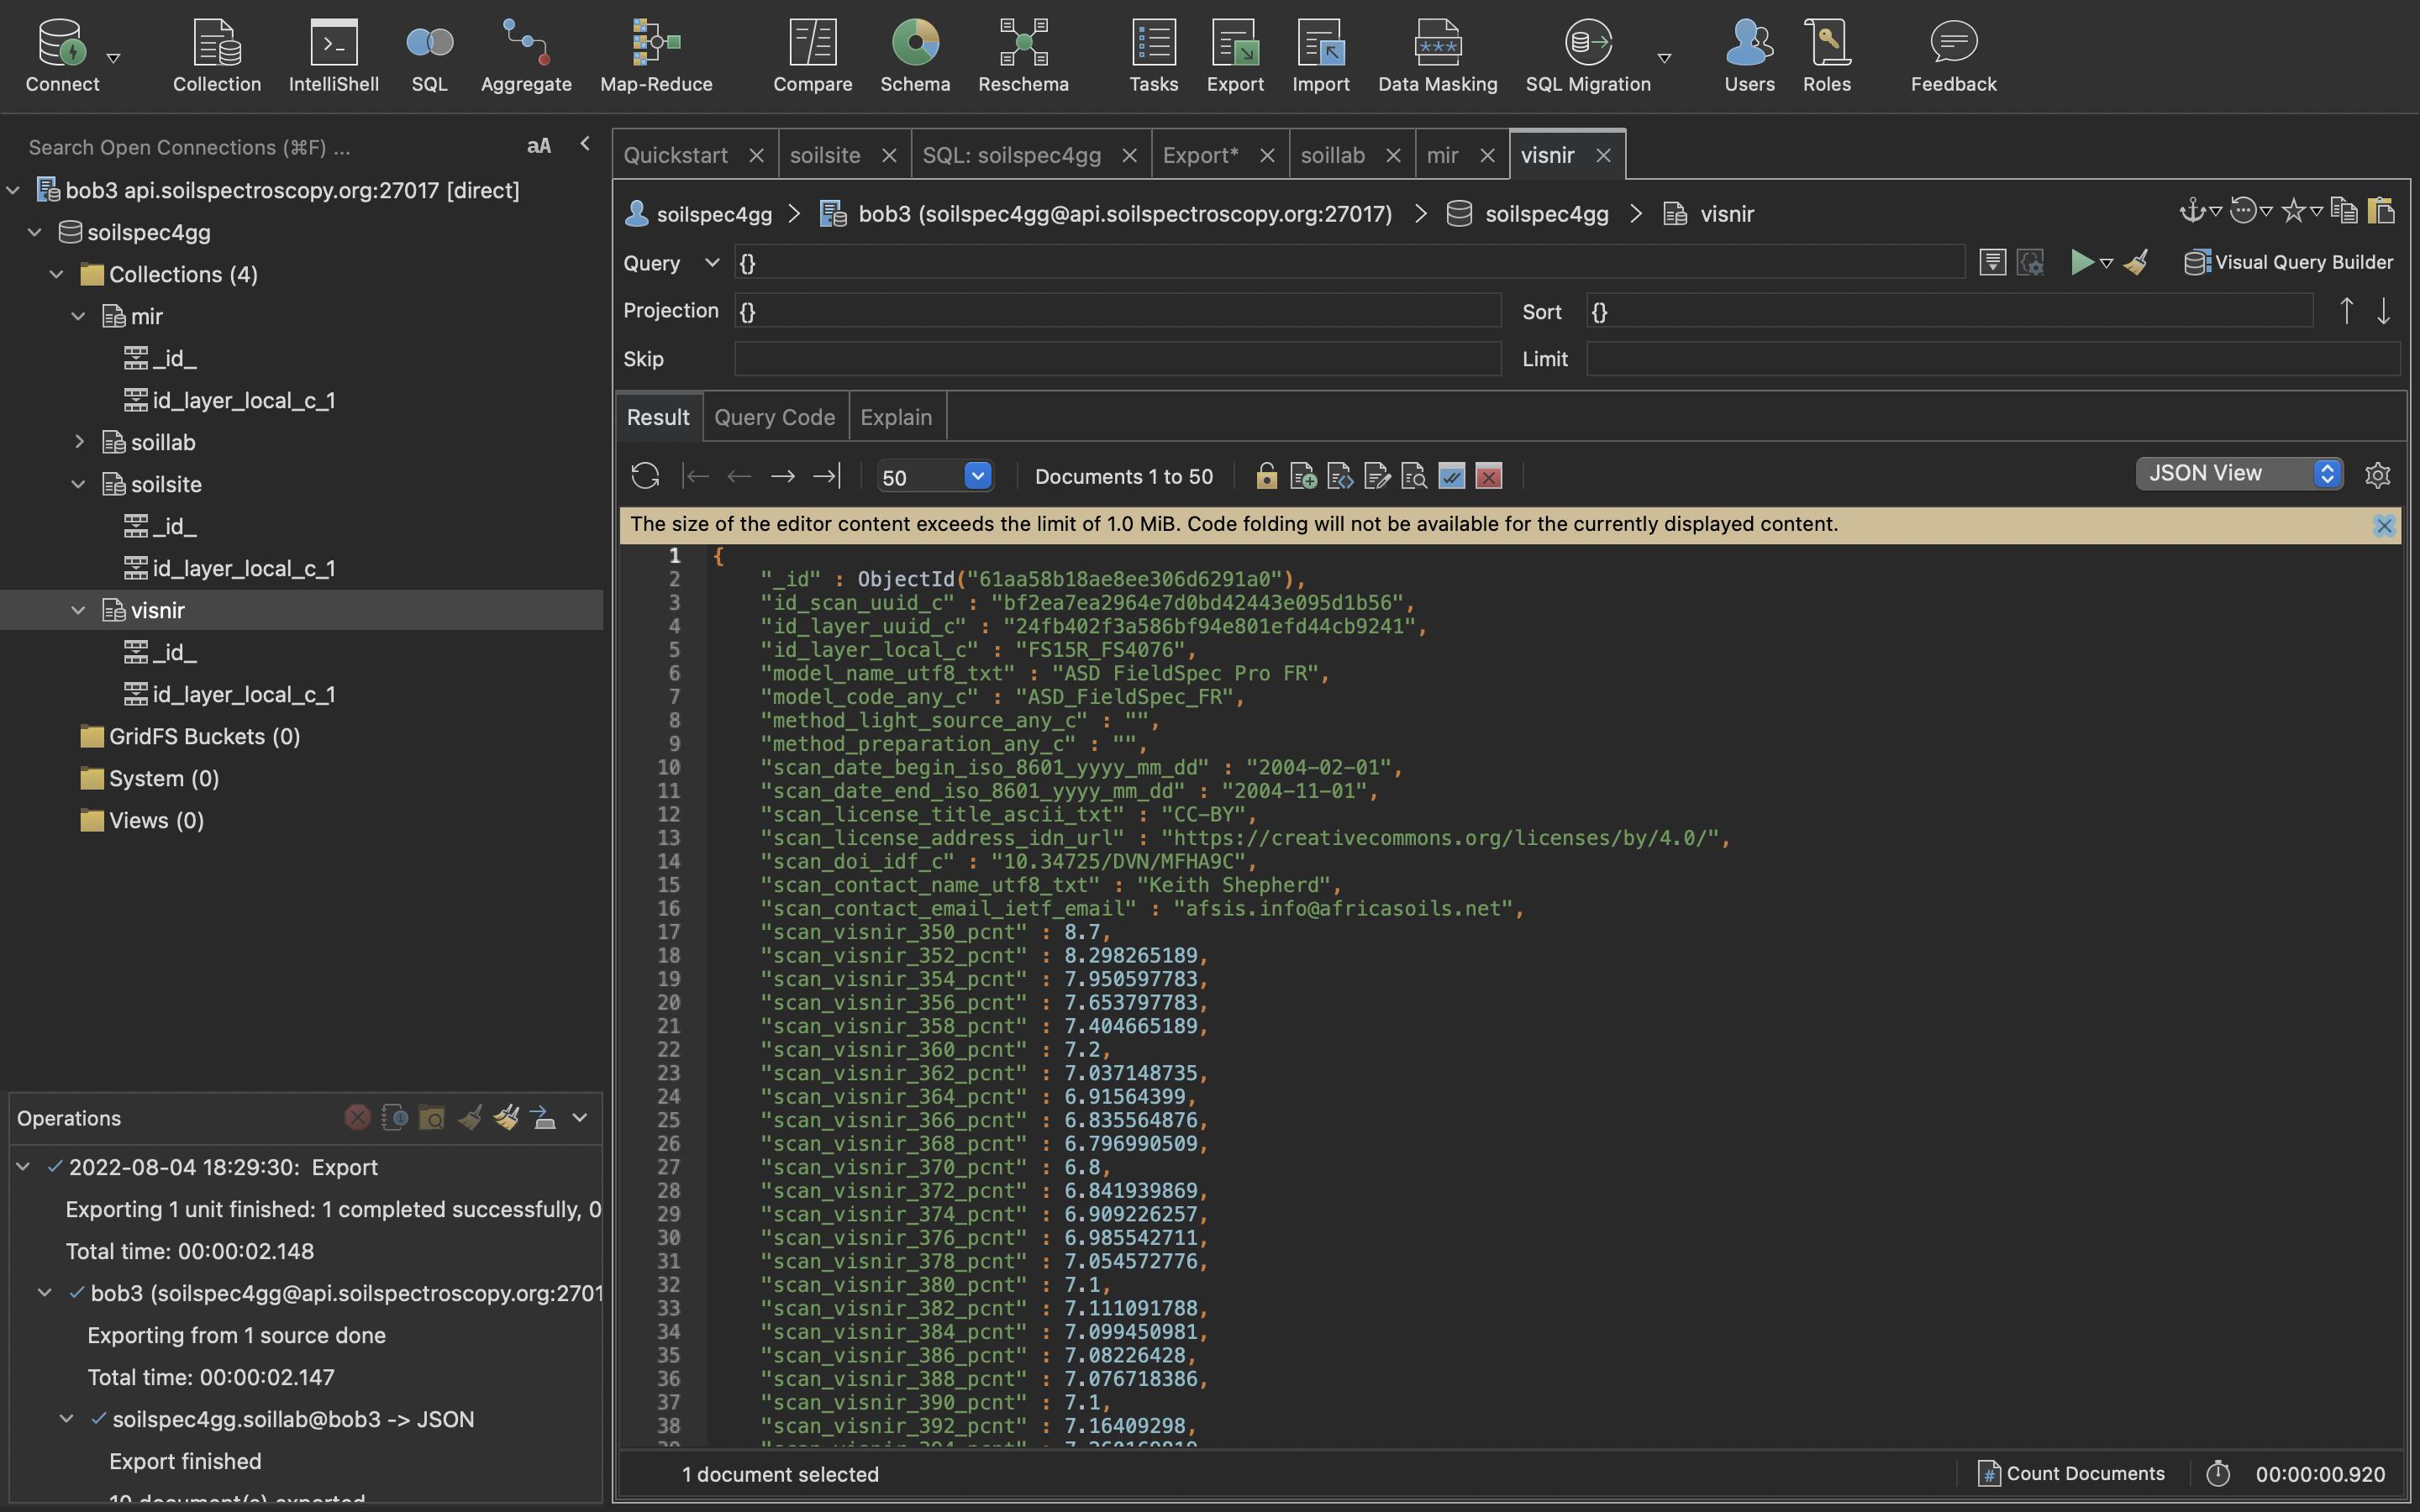 Connect
Collection
IntelliShell
SQL
Aggregate
Map-Reduce
Compare
Schema
Reschema
Tasks
Export
Import
Data Masking
SQL Migration
Users
Roles
Feedback
Search Open Connections (⌘F) ...
aA
bob3 api.soilspectroscopy.org:27017 [direct]
soilspec4gg
Collections (4)
mir
_id_
id_layer_local_c_1
soillab
soilsite
_id_
id_layer_local_c_1
visnir
_id_
id_layer_local_c_1
GridFS Buckets (0)
System (0)
Views (0)
Operations
2022-08-04 18:29:30: Export
Exporting 1 unit finished: 1 completed successfully, 0
Total time: 00:00:02.148
bob3 (soilspec4gg@api.soilspectroscopy.org:2701
Exporting from 1 source done
Total time: 00:00:02.147
soilspec4gg.soillab@bob3 -> JSON
Export finished
10 document(s) exported
Quickstart
soilsite
SQL: soilspec4gg
Export*
soillab
mir
visnir
soilspec4gg > bob3 (soilspec4gg@api.soilspectroscopy.org:27017) > soilspec4gg > visnir
Query {}
Visual Query Builder
Projection {}
Sort {}
Skip
Limit
Result
Query Code
Explain
50
Documents 1 to 50
JSON View
The size of the editor content exceeds the limit of 1.0 MiB. Code folding will not be available for the currently displayed content.
1 {
2 "_id" : ObjectId("61aa58b18ae8ee306d6291a0"),
3 "id_scan_uuid_c" : "bf2ea7ea2964e7d0bd42443e095d1b56",
4 "id_layer_uuid_c" : "24fb402f3a586bf94e801efd44cb9241",
5 "id_layer_local_c" : "FS15R_FS4076",
6 "model_name_utf8_txt" : "ASD FieldSpec Pro FR",
7 "model_code_any_c" : "ASD_FieldSpec_FR",
8 "method_light_source_any_c" : "",
9 "method_preparation_any_c" : "",
10 "scan_date_begin_iso_8601_yyyy_mm_dd" : "2004-02-01",
11 "scan_date_end_iso_8601_yyyy_mm_dd" : "2004-11-01",
12 "scan_license_title_ascii_txt" : "CC-BY",
13 "scan_license_address_idn_url" : "https://creativecommons.org/licenses/by/4.0/",
14 "scan_doi_idf_c" : "10.34725/DVN/MFHA9C",
15 "scan_contact_name_utf8_txt" : "Keith Shepherd",
16 "scan_contact_email_ietf_email" : "afsis.info@africasoils.net",
17 "scan_visnir_350_pcnt" : 8.7,
18 "scan_visnir_352_pcnt" : 8.298265189,
19 "scan_visnir_354_pcnt" : 7.950597783,
20 "scan_visnir_356_pcnt" : 7.653797783,
21 "scan_visnir_358_pcnt" : 7.404665189,
22 "scan_visnir_360_pcnt" : 7.2,
23 "scan_visnir_362_pcnt" : 7.037148735,
24 "scan_visnir_364_pcnt" : 6.91564399,
25 "scan_visnir_366_pcnt" : 6.835564876,
26 "scan_visnir_368_pcnt" : 6.796990509,
27 "scan_visnir_370_pcnt" : 6.8,
28 "scan_visnir_372_pcnt" : 6.841939869,
29 "scan_visnir_374_pcnt" : 6.909226257,
30 "scan_visnir_376_pcnt" : 6.985542711,
31 "scan_visnir_378_pcnt" : 7.054572776,
32 "scan_visnir_380_pcnt" : 7.1,
33 "scan_visnir_382_pcnt" : 7.111091788,
34 "scan_visnir_384_pcnt" : 7.099450981,
35 "scan_visnir_386_pcnt" : 7.08226428,
36 "scan_visnir_388_pcnt" : 7.076718386,
37 "scan_visnir_390_pcnt" : 7.1,
38 "scan_visnir_392_pcnt" : 7.16409298,
1 document selected
Count Documents
00:00:00.920